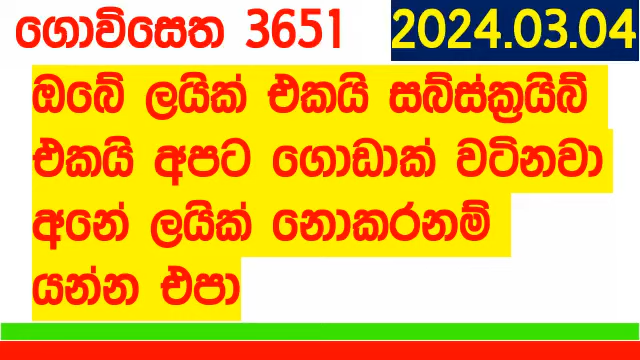 ගොවිසෙත 3651 2024.03.04
ඔබේ ලයික් එකයි සබ්ස්ක්‍රයිබ්
එකයි අපට ගොඩාක් වටිනවා
අනේ ලයික් නොකරනම්
යන්න එපා